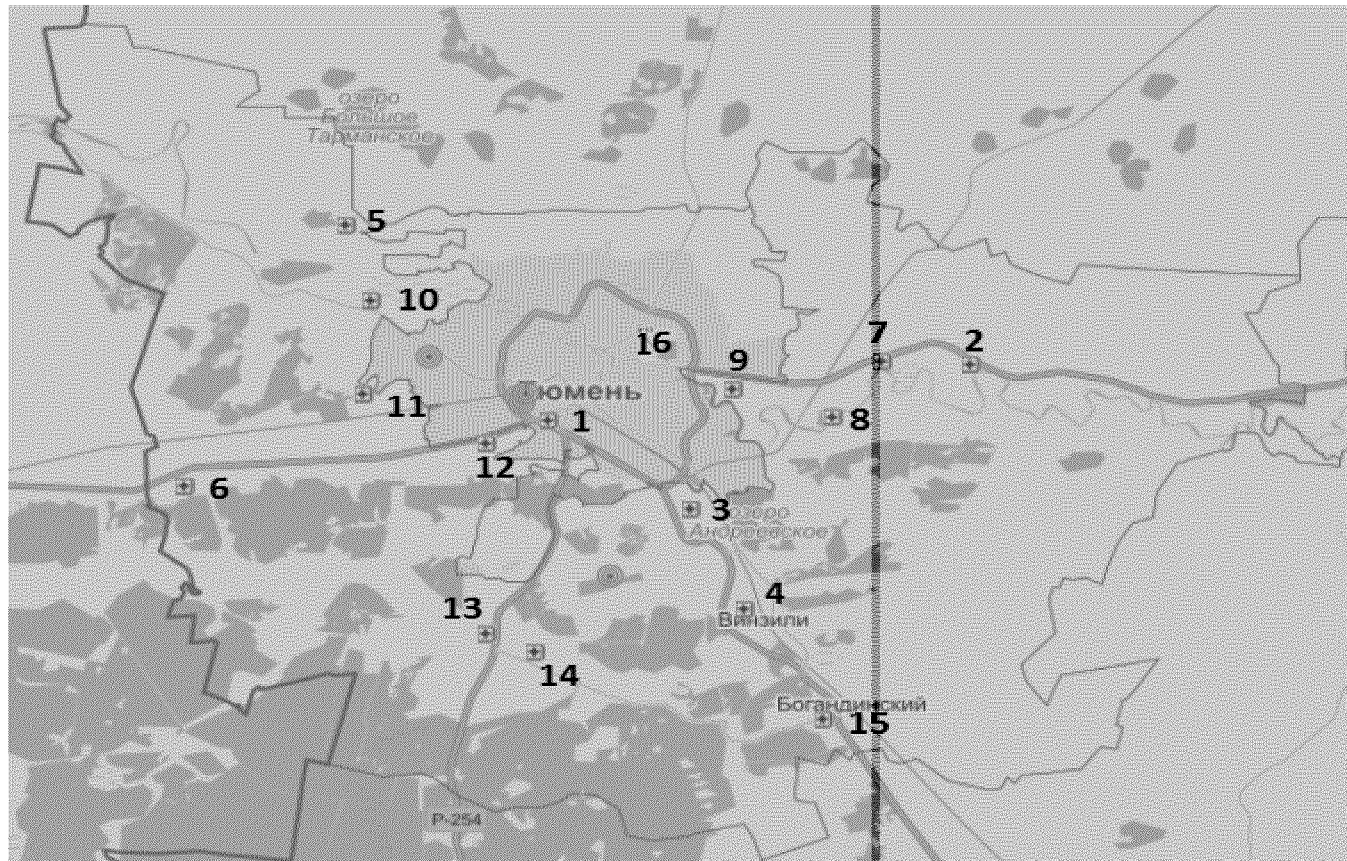 озеро
Большое
Тарманское
5
10
16
7
2
9
Тюмень
11
1
8
12
6
3
озеро
Андреевское
4
Винзили
13
14
Богандинский
15
Р-254